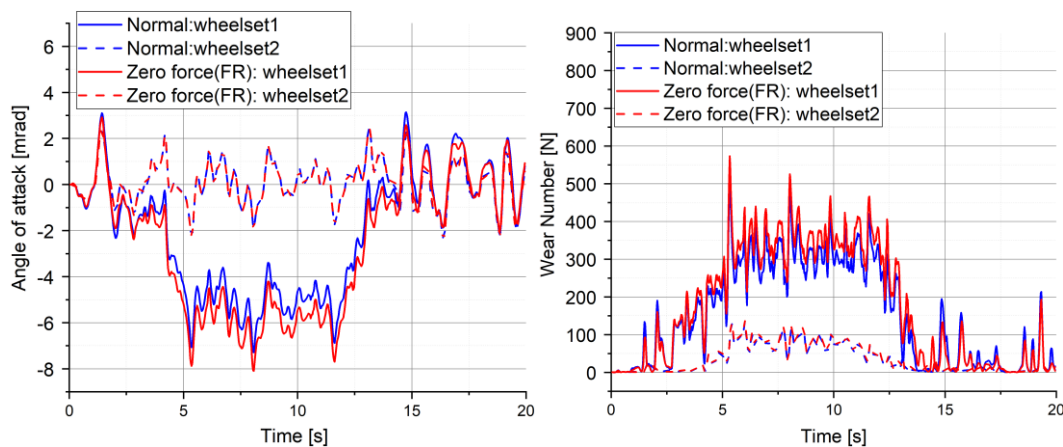 Normal:wheelset1
Normal:wheelset2
Zero force(FR): wheelset1
Zero force(FR): wheelset2
6
4
2
0
-2
-4
-6
-8
Angle of attack [mrad]
0
5
10
15
20
Time [s]
Normal:wheelset1
Normal:wheelset2
Zero force(FR): wheelset1
Zero force(FR): wheelset2
900
800
700
600
500
400
300
200
100
0
Wear Number [N]
0
5
10
15
20
Time [s]